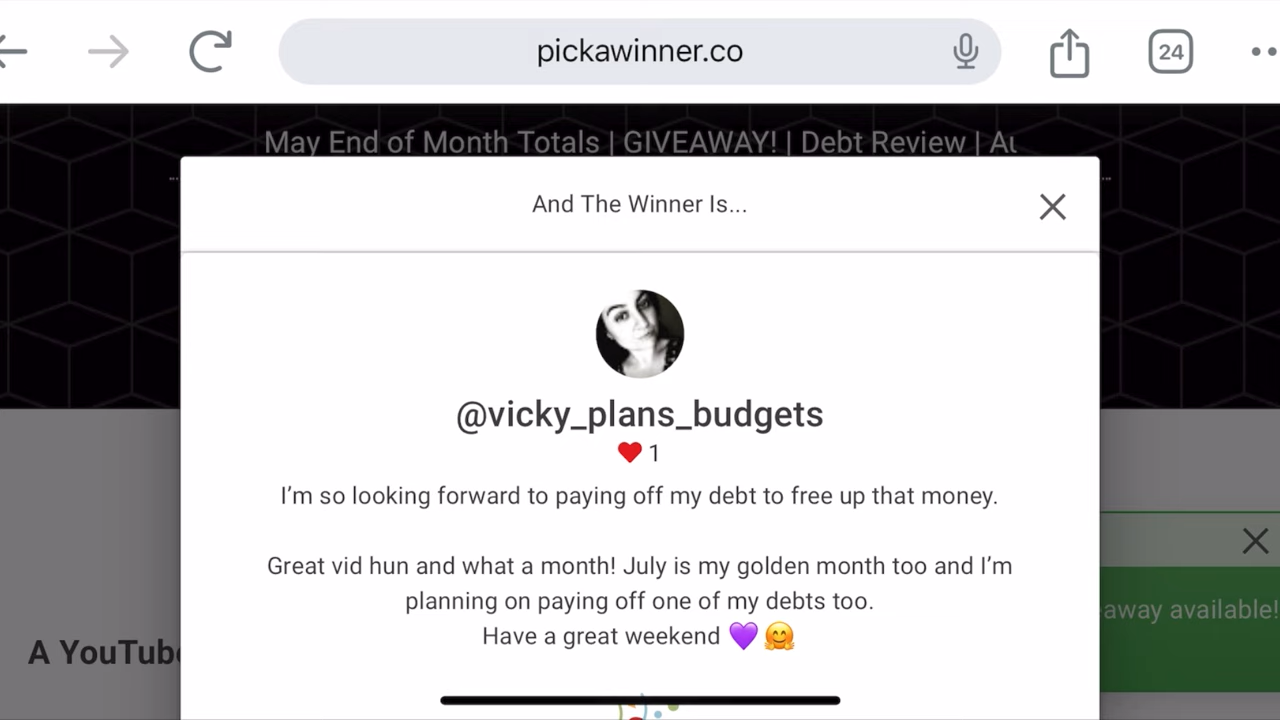 pickawinner.co
24
May End of Month Totals | GIVEAWAY! | Debt Review |
And The Winner Is...
@vicky_plans_budgets
❤️ 1
I’m so looking forward to paying off my debt to free up that money.
Great vid hun and what a month! July is my golden month too and I’m
planning on paying off one of my debts too.
Have a great weekend 💜 🤗
available!
A